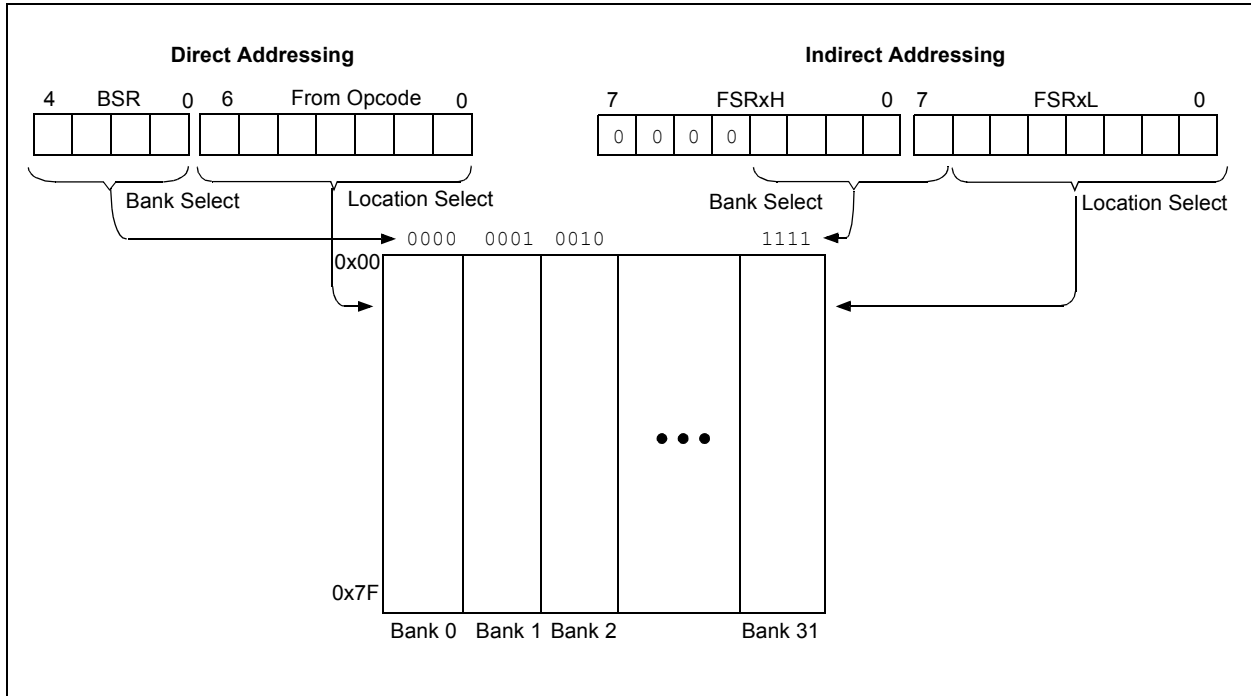 Direct Addressing
Indirect Addressing
4 BSR 0 6 From Opcode 0
7 FSRxH 0 7 FSRxL 0
0 0 0 0
Bank Select Location Select
Bank Select Location Select
0000 0001 0010 1111
0x00
0x7F
Bank 0 Bank 1 Bank 2 Bank 31